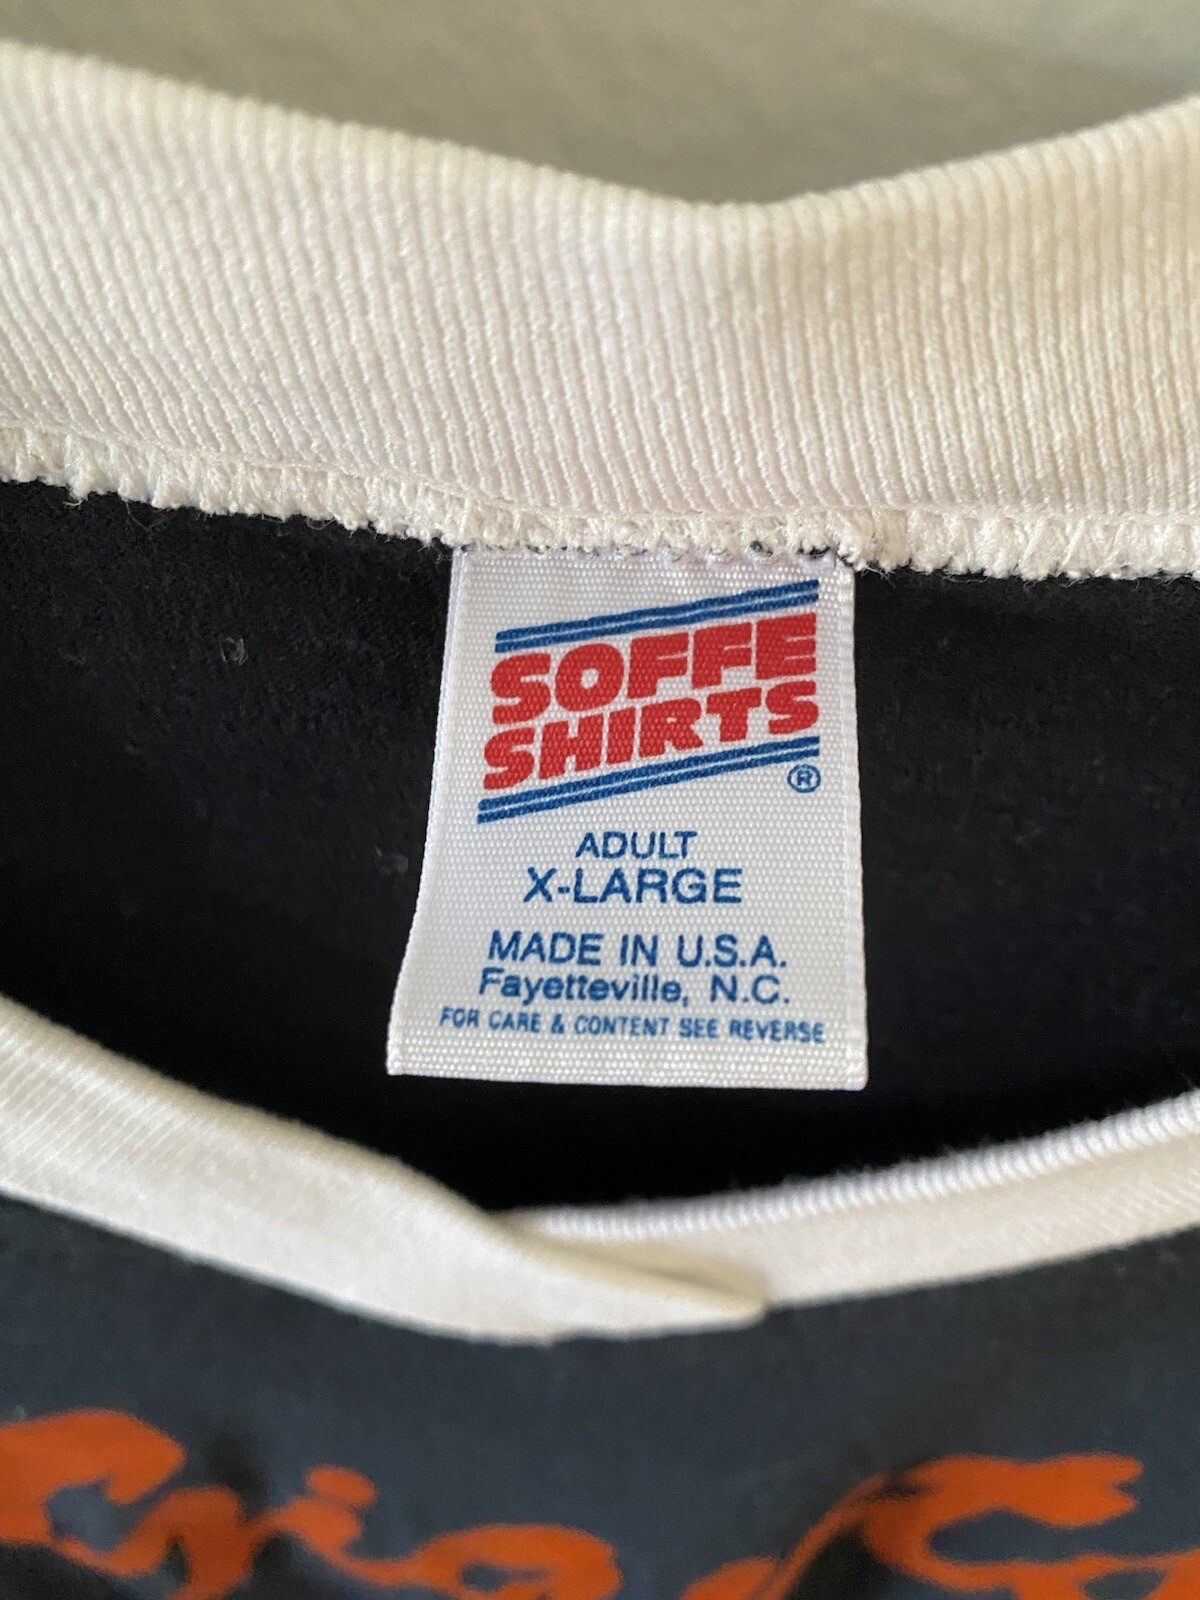 SOFFE
SHIRTS
®
ADULT
X-LARGE
MADE IN U.S.A.
Fayetteville, N.C.
FOR CARE & CONTENT SEE REVERSE